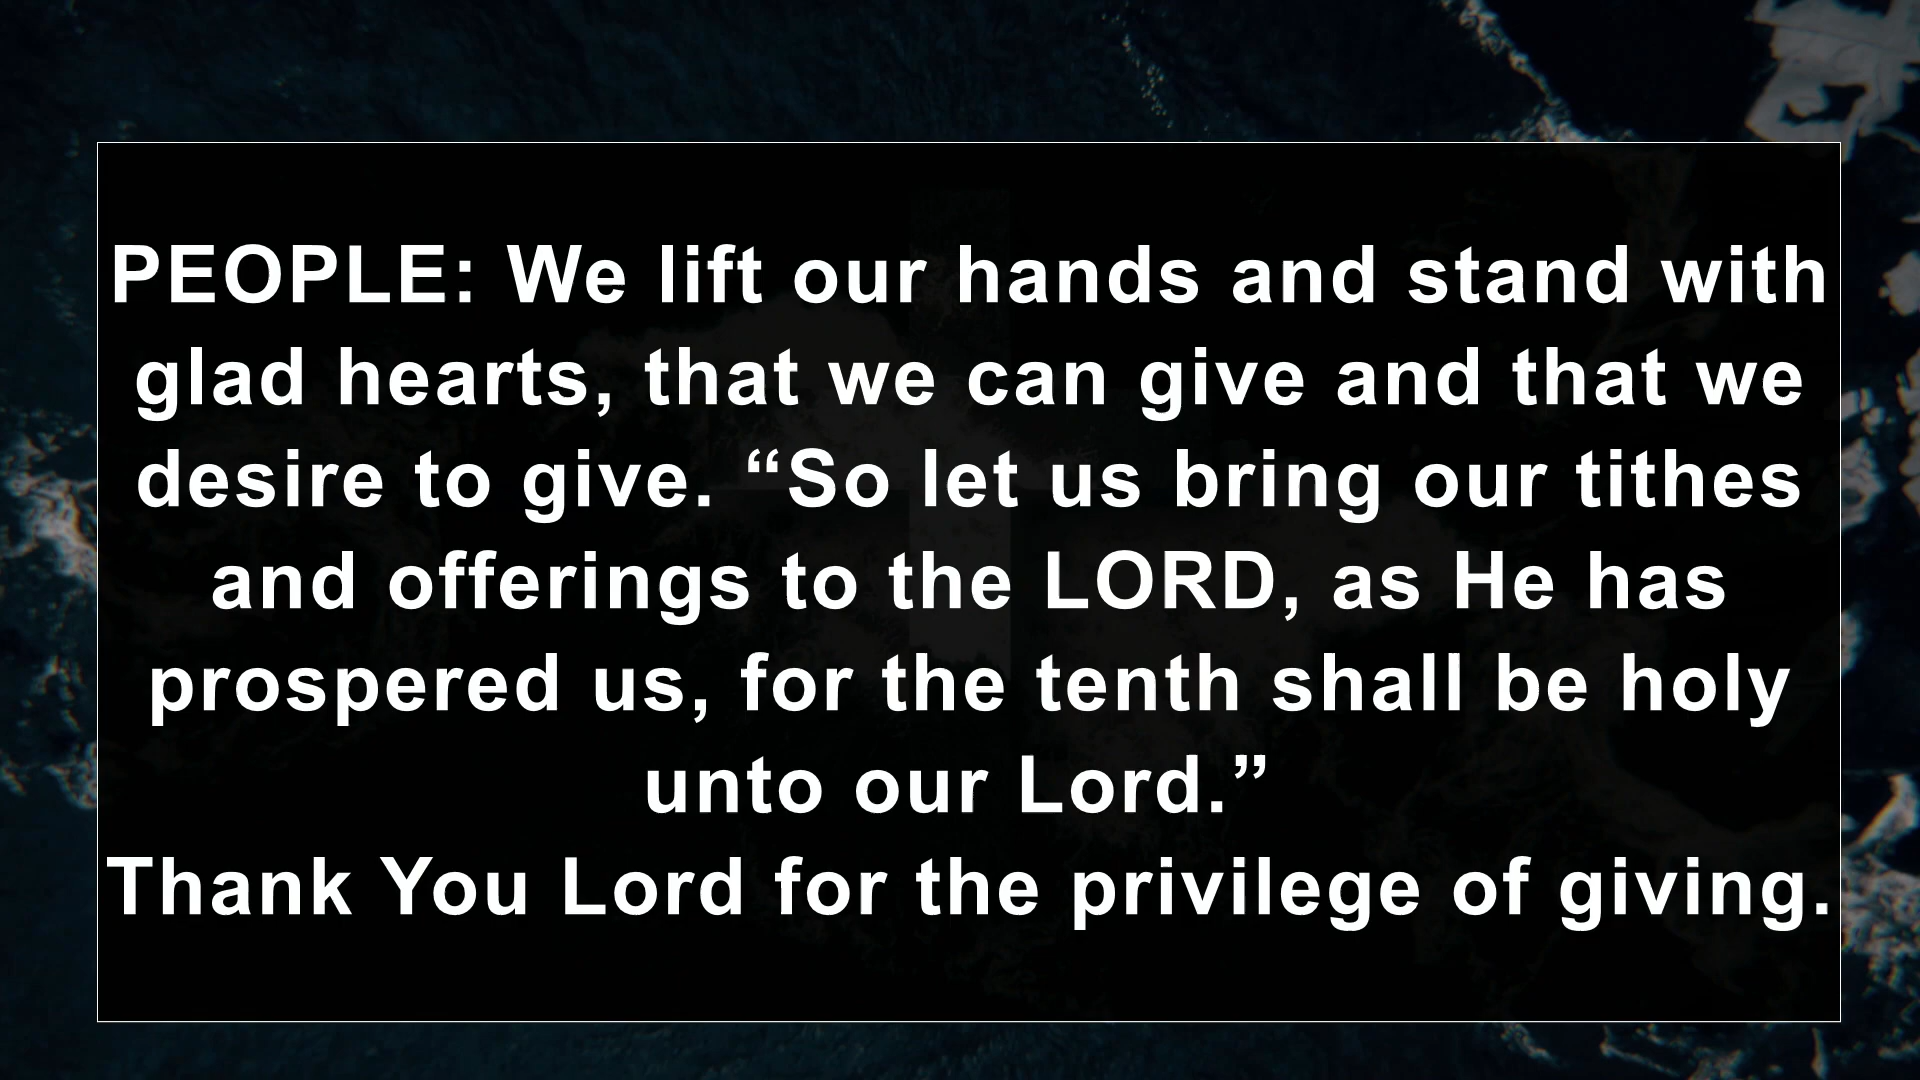 PEOPLE: We lift our hands and stand with
glad hearts, that we can give and that we
desire to give. “So let us bring our tithes
and offerings to the LORD, as He has
prospered us, for the tenth shall be holy
unto our Lord.”
Thank You Lord for the privilege of giving.